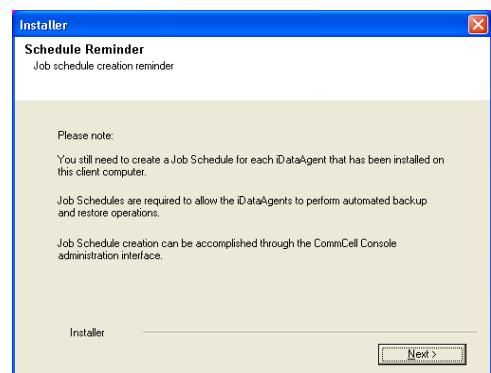 Installer
Schedule Reminder
Job schedule creation reminder
Please note:
You still need to create a Job Schedule for each iDataAgent that has been installed on
this client computer.
Job Schedules are required to allow the iDataAgents to perform automated backup
and restore operations.
Job Schedule creation can be accomplished through the CommCell Console
administration interface.
Installer
Next >